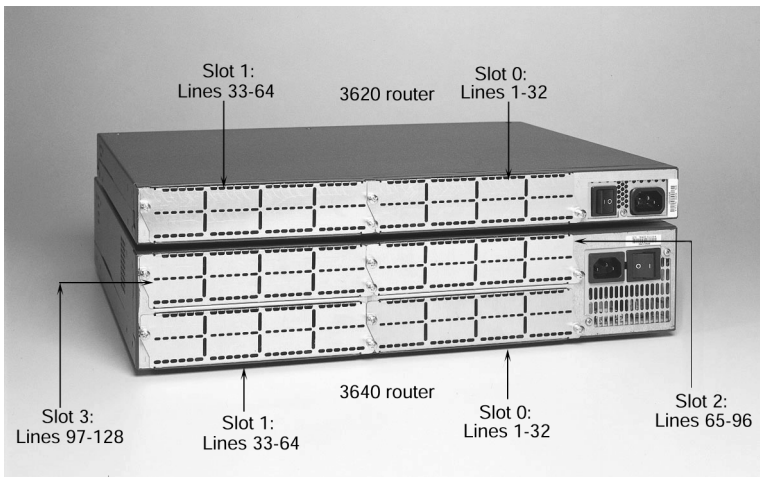 Slot 1:
Lines 33-64
3620 router
Slot 0:
Lines 1-32
Slot 3:
Lines 97-128
Slot 1:
Lines 33-64
3640 router
Slot 0:
Lines 1-32
Slot 2:
Lines 65-96